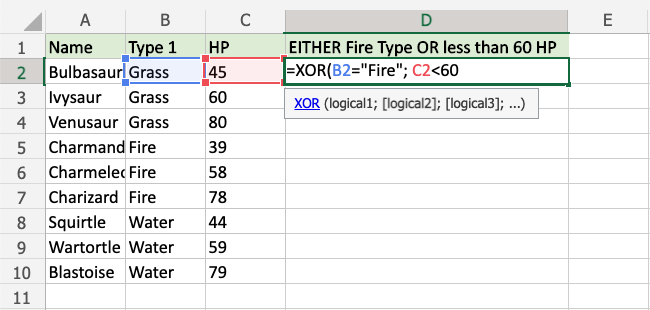 A B C D E
1 Name Type 1 HP EITHER Fire Type OR less than 60 HP
2 Bulbasaur Grass 45 =XOR(B2="Fire"; C2<60
XOR (logical1; [logical2]; [logical3]; ...)
3 Ivysaur Grass 60
4 Venusaur Grass 80
5 Charmand Fire 39
6 Charmelec Fire 58
7 Charizard Fire 78
8 Squirtle Water 44
9 Wartortle Water 59
10 Blastoise Water 79
11